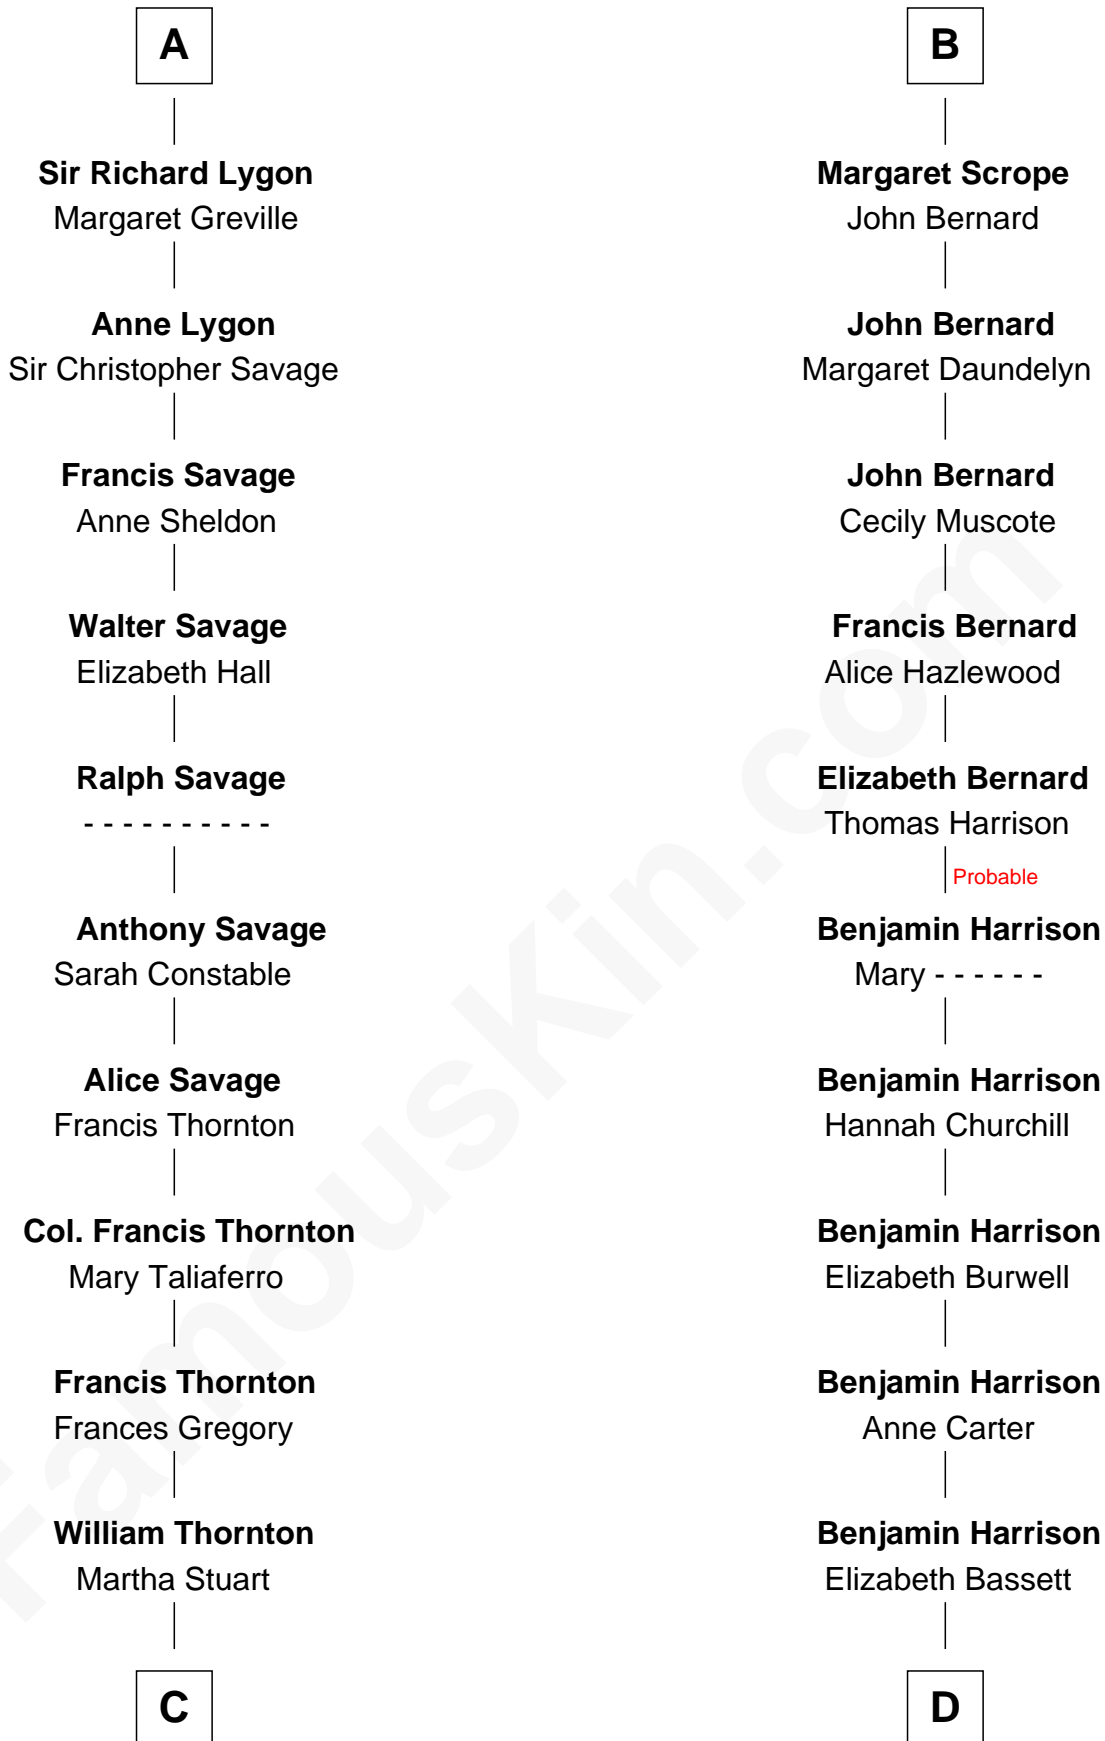 A
Sir Richard Lygon
Margaret Greville
Anne Lygon
Sir Christopher Savage
Francis Savage
Anne Sheldon
Walter Savage
Elizabeth Hall
Ralph Savage
- - - - - - - - - -
Anthony Savage
Sarah Constable
Alice Savage
Francis Thornton
Col. Francis Thornton
Mary Taliaferro
Francis Thornton
Frances Gregory
William Thornton
Martha Stuart
C
B
Margaret Scrope
John Bernard
John Bernard
Margaret Daundelyn
John Bernard
Cecily Muscote
Francis Bernard
Alice Hazlewood
Elizabeth Bernard
Thomas Harrison
Probable
Benjamin Harrison
Mary - - - - - -
Benjamin Harrison
Hannah Churchill
Benjamin Harrison
Elizabeth Burwell
Benjamin Harrison
Anne Carter
Benjamin Harrison
Elizabeth Bassett
D
FamousKin.com